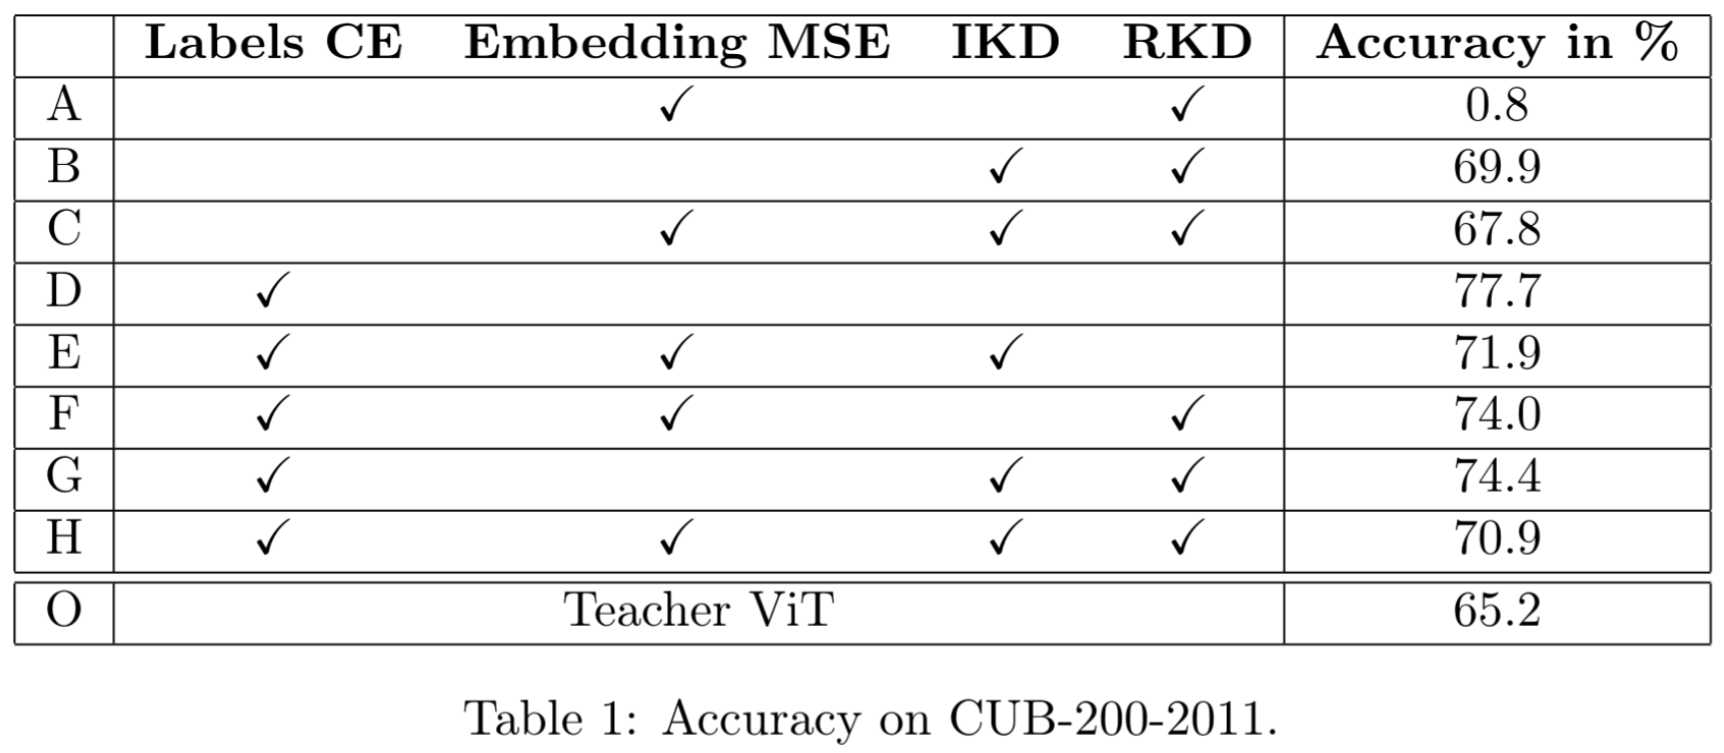 Labels CE Embedding MSE IKD RKD Accuracy in %
A ✓ ✓ 0.8
B ✓ ✓ 69.9
C ✓ ✓ ✓ 67.8
D ✓ 77.7
E ✓ ✓ ✓ 71.9
F ✓ ✓ ✓ 74.0
G ✓ ✓ ✓ 74.4
H ✓ ✓ ✓ ✓ 70.9
O Teacher ViT 65.2
Table 1: Accuracy on CUB-200-2011.